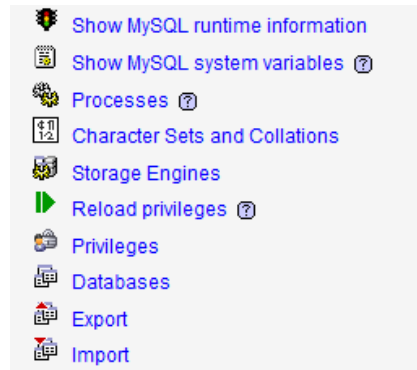 Show MySQL runtime information
Show MySQL system variables ?
Processes ?
Character Sets and Collations
Storage Engines
Reload privileges ?
Privileges
Databases
Export
Import